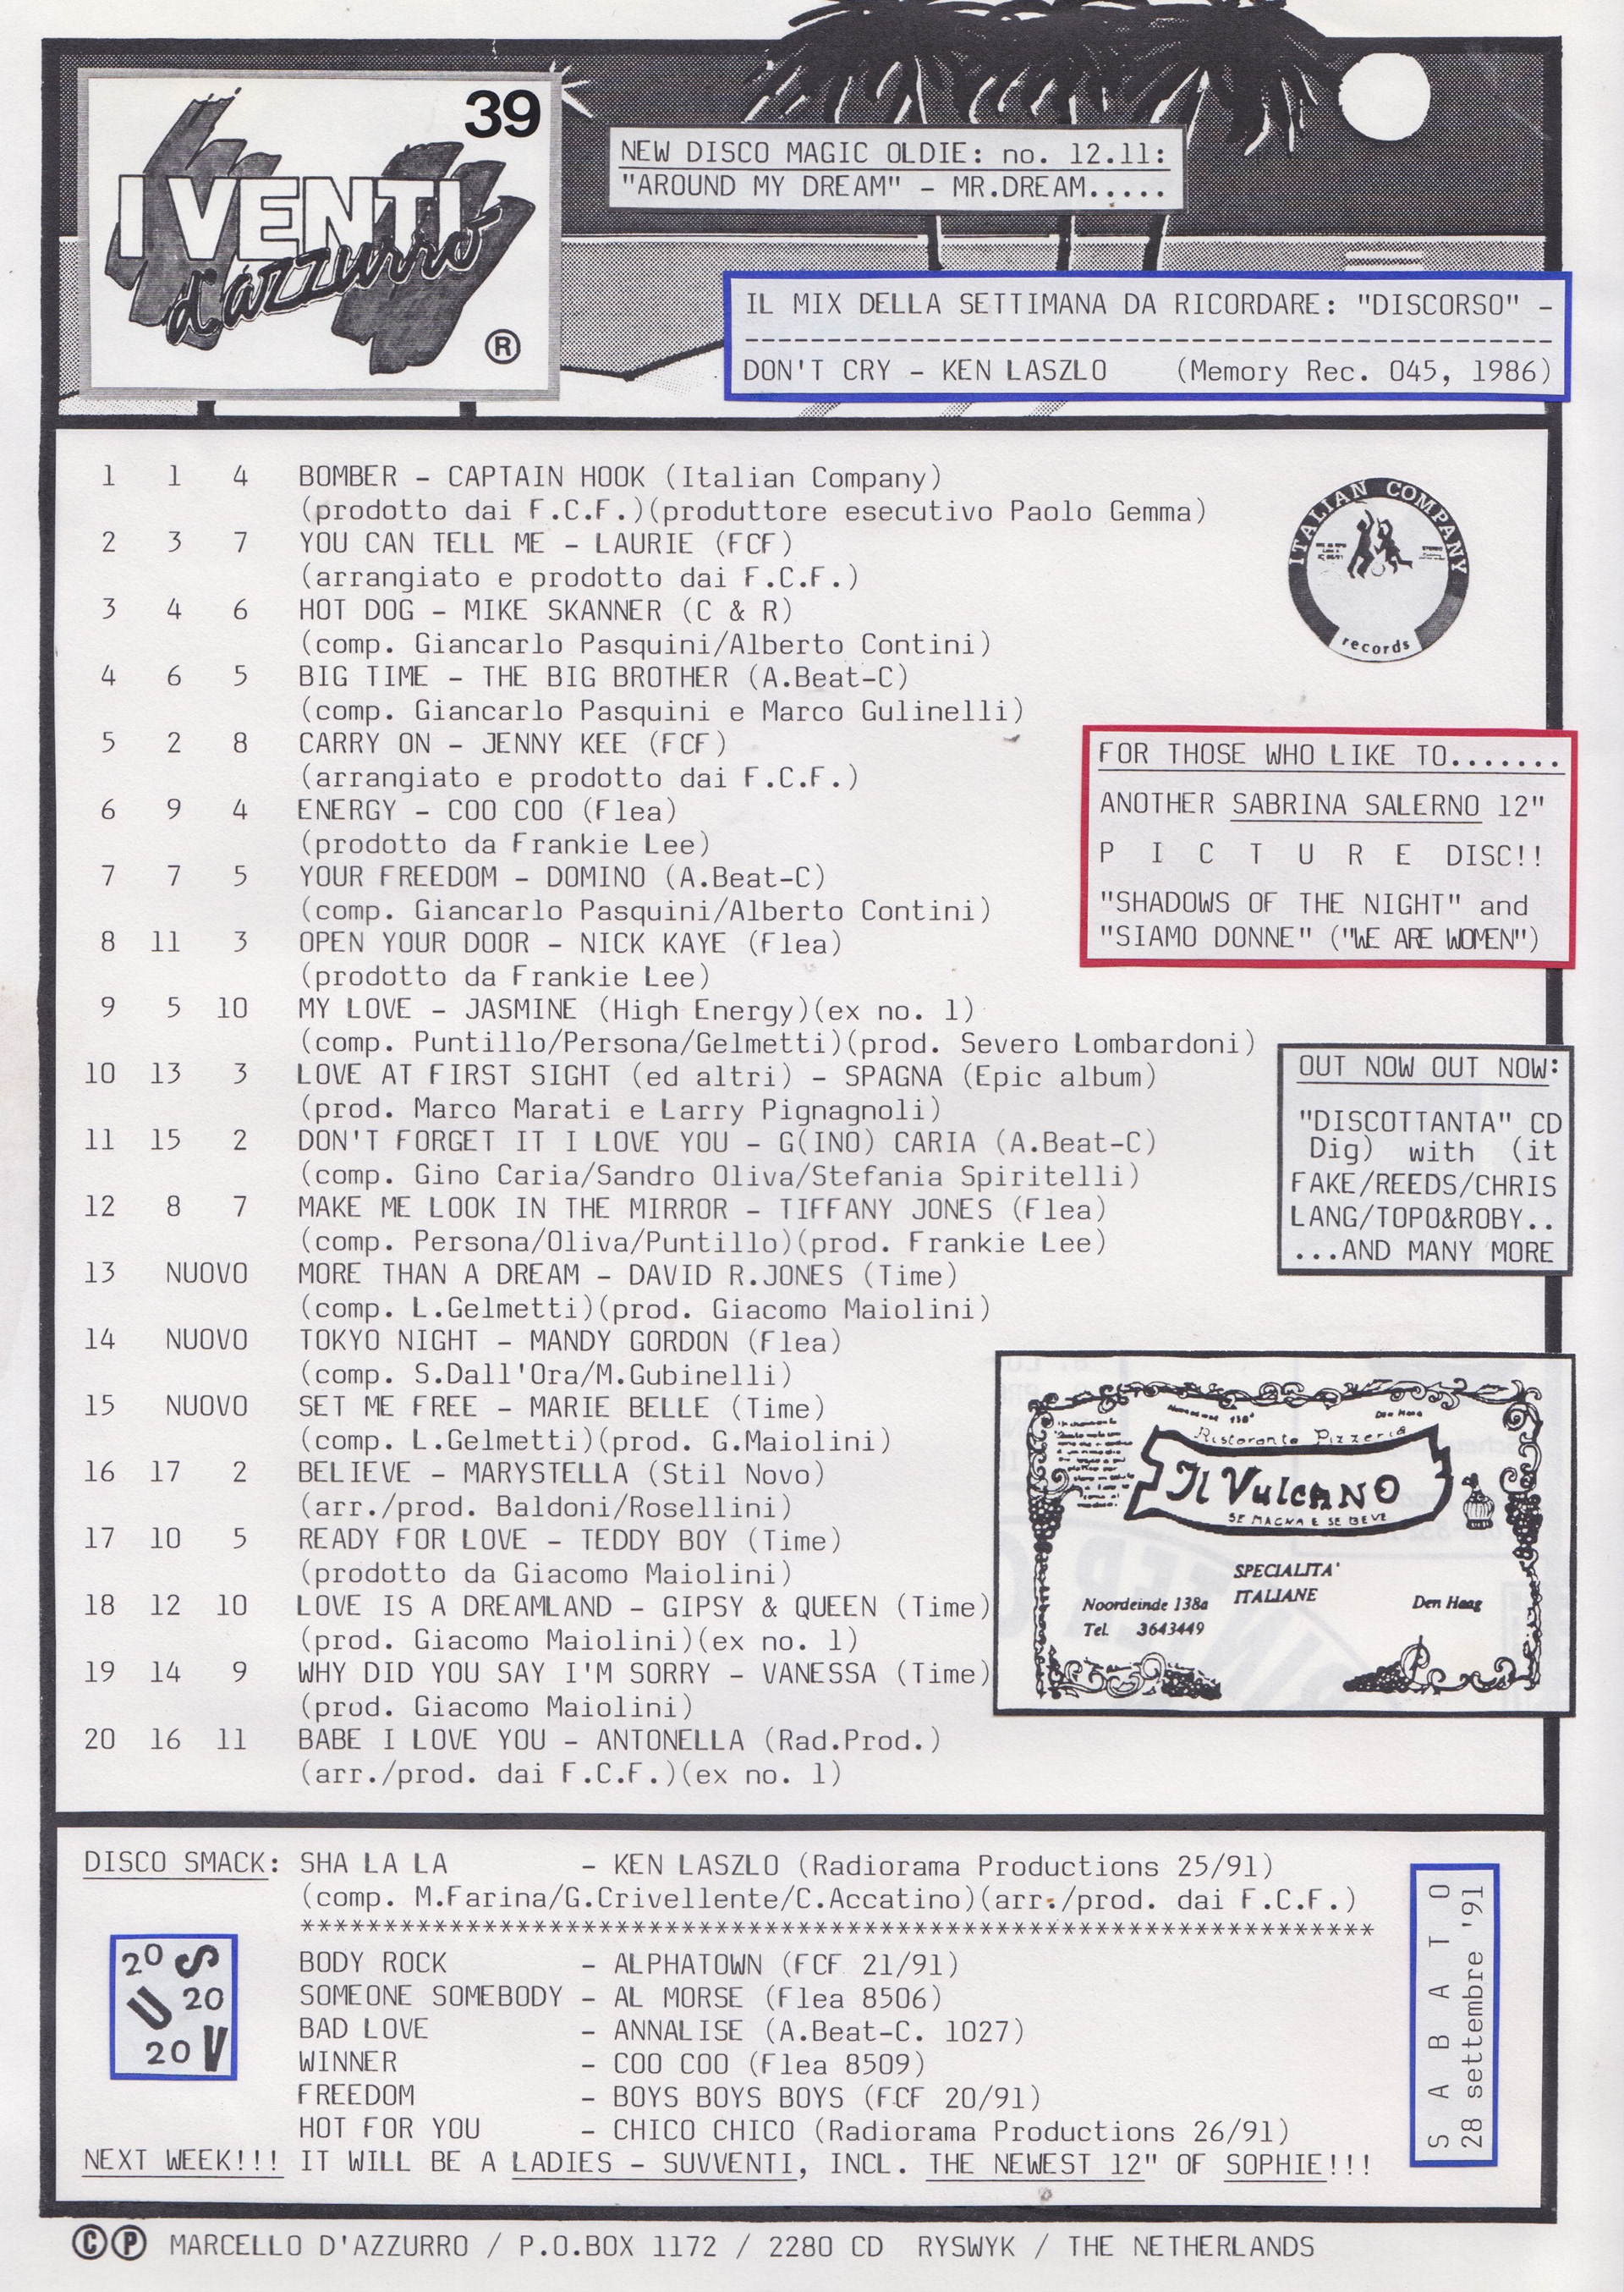 39
I VENTI
d'azzurro
®
NEW DISCO MAGIC OLDIE: no. 12.11:
"AROUND MY DREAM" - MR.DREAM.....
IL MIX DELLA SETTIMANA DA RICORDARE: "DISCORSO" -
-------------------------------------------------
DON'T CRY - KEN LASZLO (Memory Rec. 045, 1986)
1 1 4 BOMBER - CAPTAIN HOOK (Italian Company)
(prodotto dai F.C.F.)(produttore esecutivo Paolo Gemma)
2 3 7 YOU CAN TELL ME - LAURIE (FCF)
(arrangiato e prodotto dai F.C.F.)
3 4 6 HOT DOG - MIKE SKANNER (C & R)
(comp. Giancarlo Pasquini/Alberto Contini)
4 6 5 BIG TIME - THE BIG BROTHER (A.Beat-C)
(comp. Giancarlo Pasquini e Marco Gulinelli)
5 2 8 CARRY ON - JENNY KEE (FCF)
(arrangiato e prodotto dai F.C.F.)
6 9 4 ENERGY - COO COO (Flea)
(prodotto da Frankie Lee)
7 7 5 YOUR FREEDOM - DOMINO (A.Beat-C)
(comp. Giancarlo Pasquini/Alberto Contini)
8 11 3 OPEN YOUR DOOR - NICK KAYE (Flea)
(prodotto da Frankie Lee)
9 5 10 MY LOVE - JASMINE (High Energy)(ex no. 1)
(comp. Puntillo/Persona/Gelmetti)(prod. Severo Lombardoni)
10 13 3 LOVE AT FIRST SIGHT (ed altri) - SPAGNA (Epic album)
(prod. Marco Marati e Larry Pignagnoli)
11 15 2 DON'T FORGET IT I LOVE YOU - G(INO) CARIA (A.Beat-C)
(comp. Gino Caria/Sandro Oliva/Stefania Spiritelli)
12 8 7 MAKE ME LOOK IN THE MIRROR - TIFFANY JONES (Flea)
(comp. Persona/Oliva/Puntillo)(prod. Frankie Lee)
13 NUOVO MORE THAN A DREAM - DAVID R.JONES (Time)
(comp. L.Gelmetti)(prod. Giacomo Maiolini)
14 NUOVO TOKYO NIGHT - MANDY GORDON (Flea)
(comp. S.Dall'Ora/M.Gubinelli)
15 NUOVO SET ME FREE - MARIE BELLE (Time)
(comp. L.Gelmetti)(prod. G.Maiolini)
16 17 2 BELIEVE - MARYSTELLA (Stil Novo)
(arr./prod. Baldoni/Rosellini)
17 10 5 READY FOR LOVE - TEDDY BOY (Time)
(prodotto da Giacomo Maiolini)
18 12 10 LOVE IS A DREAMLAND - GIPSY & QUEEN (Time)
(prod. Giacomo Maiolini)(ex no. 1)
19 14 9 WHY DID YOU SAY I'M SORRY - VANESSA (Time)
(prod. Giacomo Maiolini)
20 16 11 BABE I LOVE YOU - ANTONELLA (Rad.Prod.)
(arr./prod. dai F.C.F.)(ex no. 1)
ITALIAN COMPANY
records
FOR THOSE WHO LIKE TO.......
ANOTHER SABRINA SALERNO 12"
P I C T U R E DISC!!
"SHADOWS OF THE NIGHT" and
"SIAMO DONNE" ("WE ARE WOMEN")
OUT NOW OUT NOW:
"DISCOTTANTA" CD
Dig) with (it
FAKE/REEDS/CHRIS
LANG/TOPO&ROBY..
...AND MANY MORE
Den Haag
Ristorante Pizzeria
Il Vulcano
SE MAGNA E SE BEVE
SPECIALITA'
ITALIANE
Noordeinde 138a
Den Haag
Tel. 3643449
DISCO SMACK: SHA LA LA - KEN LASZLO (Radiorama Productions 25/91)
(comp. M.Farina/G.Crivellente/C.Accatino)(arr./prod. dai F.C.F.)
*****************************************************************
BODY ROCK - ALPHATOWN (FCF 21/91)
SOMEONE SOMEBODY - AL MORSE (Flea 8506)
BAD LOVE - ANNALISE (A.Beat-C. 1027)
WINNER - COO COO (Flea 8509)
FREEDOM - BOYS BOYS BOYS (FCF 20/91)
HOT FOR YOU - CHICO CHICO (Radiorama Productions 26/91)
NEXT WEEK!!! IT WILL BE A LADIES - SUVVENTI, INCL. THE NEWEST 12" OF SOPHIE!!!
20 S
U 20
20 V
S A B A T O
28 settembre '91
©℗ MARCELLO D'AZZURRO / P.O.BOX 1172 / 2280 CD RYSWYK / THE NETHERLANDS